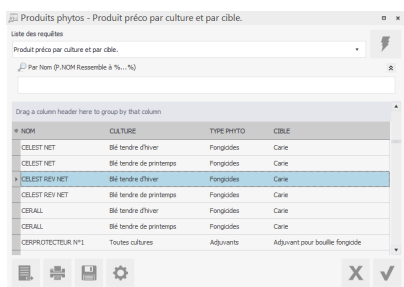 Produits phytos - Produit préco par culture et par cible.
Liste des requêtes
Produit préco par culture et par cible.
Par Nom (P.NOM Ressemble à %...%)
Drag a column header here to group by that column
NOM CULTURE TYPE PHYTO CIBLE
CELEST NET Blé tendre d'hiver Fongicides Carie
CELEST NET Blé tendre de printemps Fongicides Carie
CELEST REV NET Blé tendre d'hiver Fongicides Carie
CELEST REV NET Blé tendre de printemps Fongicides Carie
CERALL Blé tendre d'hiver Fongicides Carie
CERALL Blé tendre de printemps Fongicides Carie
CERPROTECTEUR N°1 Toutes cultures Adjuvants Adjuvant pour bouillie fongicide